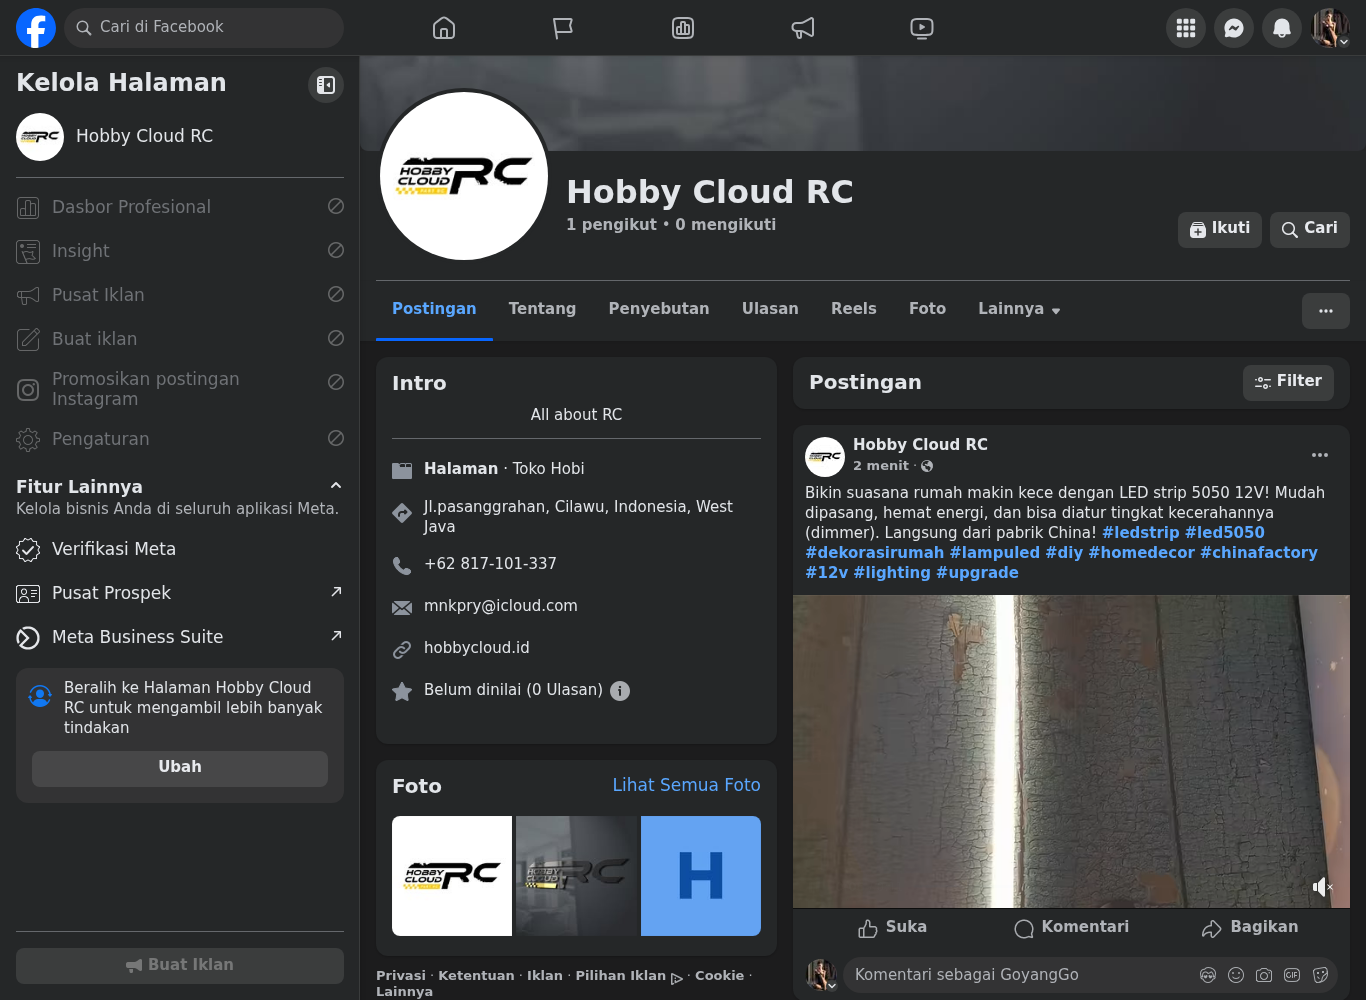 Cari di Facebook
Kelola Halaman
Hobby Cloud RC
Dasbor Profesional
Insight
Pusat Iklan
Buat iklan
Promosikan postingan
Instagram
Pengaturan
Fitur Lainnya
Kelola bisnis Anda di seluruh aplikasi Meta.
Verifikasi Meta
Pusat Prospek
Meta Business Suite
Beralih ke Halaman Hobby Cloud
RC untuk mengambil lebih banyak
tindakan
Ubah
Buat Iklan
HOBBY
CLOUD RC
Hobby Cloud RC
1 pengikut • 0 mengikuti
Ikuti
Cari
Postingan
Tentang
Penyebutan
Ulasan
Reels
Foto
Lainnya
Intro
All about RC
Halaman · Toko Hobi
Jl.pasanggrahan, Cilawu, Indonesia, West
Java
+62 817-101-337
mnkpry@icloud.com
hobbycloud.id
Belum dinilai (0 Ulasan)
Foto
Lihat Semua Foto
HOBBY
CLOUD RC
HOBBY
CLOUD RC
H
Privasi · Ketentuan · Iklan · Pilihan Iklan · Cookie ·
Lainnya
Postingan
Filter
Hobby Cloud RC
2 menit ·
Bikin suasana rumah makin kece dengan LED strip 5050 12V! Mudah
dipasang, hemat energi, dan bisa diatur tingkat kecerahannya
(dimmer). Langsung dari pabrik China! #ledstrip #led5050
#dekorasirumah #lampuled #diy #homedecor #chinafactory
#12v #lighting #upgrade
Suka
Komentari
Bagikan
Komentari sebagai GoyangGo
GIF